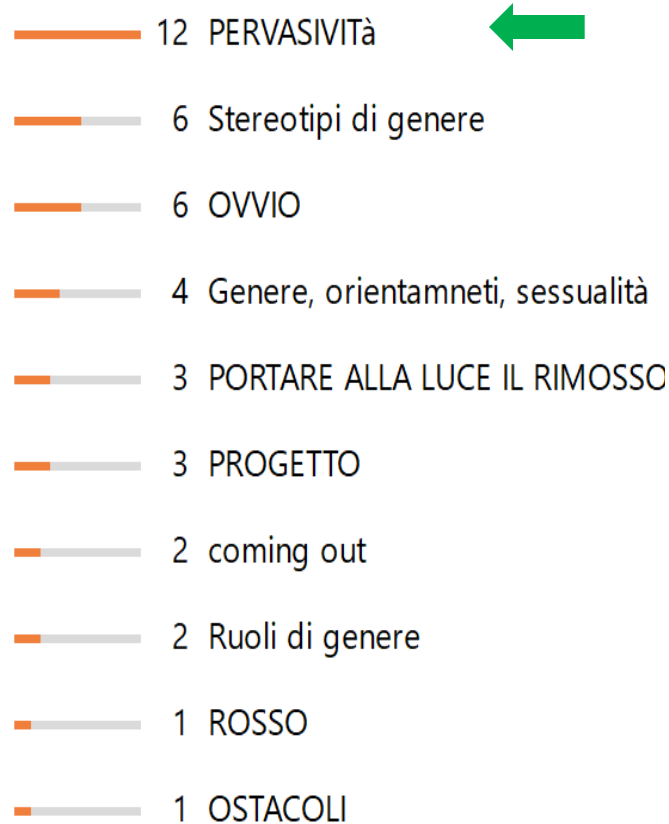 12 PERVASIVITà
6 Stereotipi di genere
6 OVVIO
4 Genere, orientamneti, sessualità
3 PORTARE ALLA LUCE IL RIMOSSO
3 PROGETTO
2 coming out
2 Ruoli di genere
1 ROSSO
1 OSTACOLI